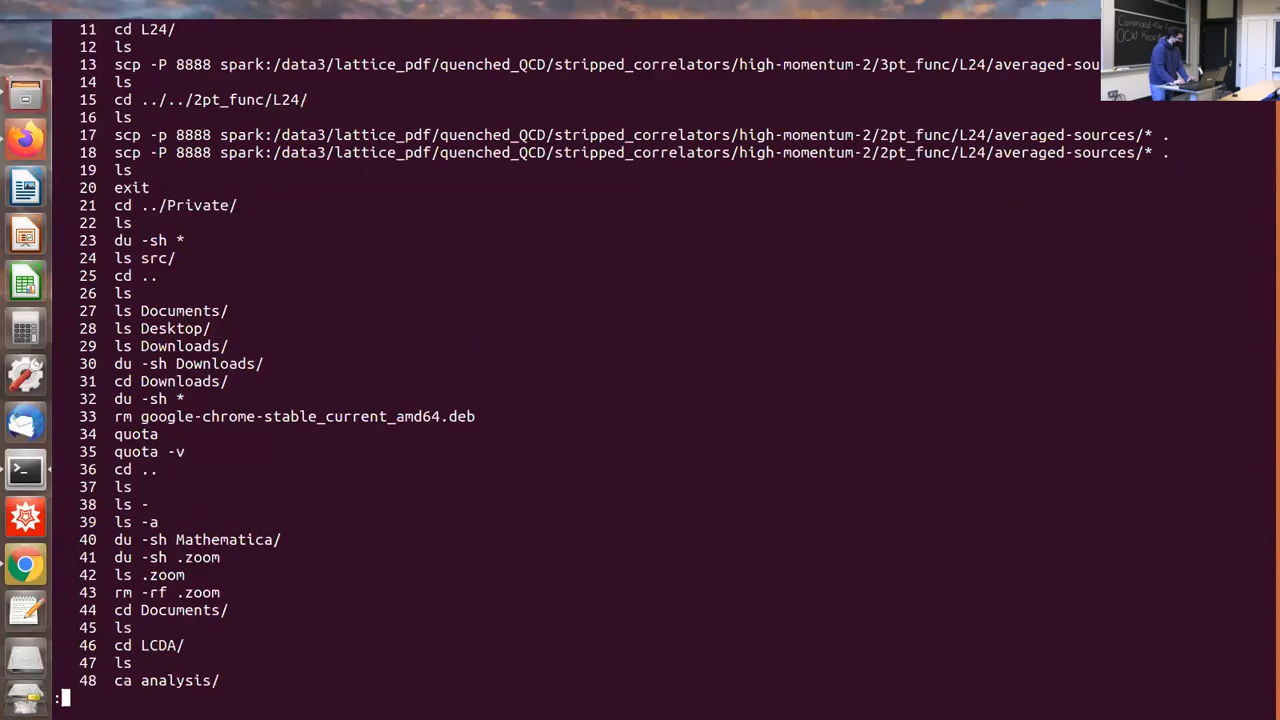 11 cd L24/
12 ls
13 scp -P 8888 spark:/data3/lattice_pdf/quenched_QCD/stripped_correlators/high-momentum-2/3pt_func/L24/averaged-sou
14 ls
15 cd ../../2pt_func/L24/
16 ls
17 scp -p 8888 spark:/data3/lattice_pdf/quenched_QCD/stripped_correlators/high-momentum-2/2pt_func/L24/averaged-sources/* .
18 scp -P 8888 spark:/data3/lattice_pdf/quenched_QCD/stripped_correlators/high-momentum-2/2pt_func/L24/averaged-sources/* .
19 ls
20 exit
21 cd ../Private/
22 ls
23 du -sh *
24 ls src/
25 cd ..
26 ls
27 ls Documents/
28 ls Desktop/
29 ls Downloads/
30 du -sh Downloads/
31 cd Downloads/
32 du -sh *
33 rm google-chrome-stable_current_amd64.deb
34 quota
35 quota -v
36 cd ..
37 ls
38 ls -
39 ls -a
40 du -sh Mathematica/
41 du -sh .zoom
42 ls .zoom
43 rm -rf .zoom
44 cd Documents/
45 ls
46 cd LCDA/
47 ls
48 ca analysis/
: